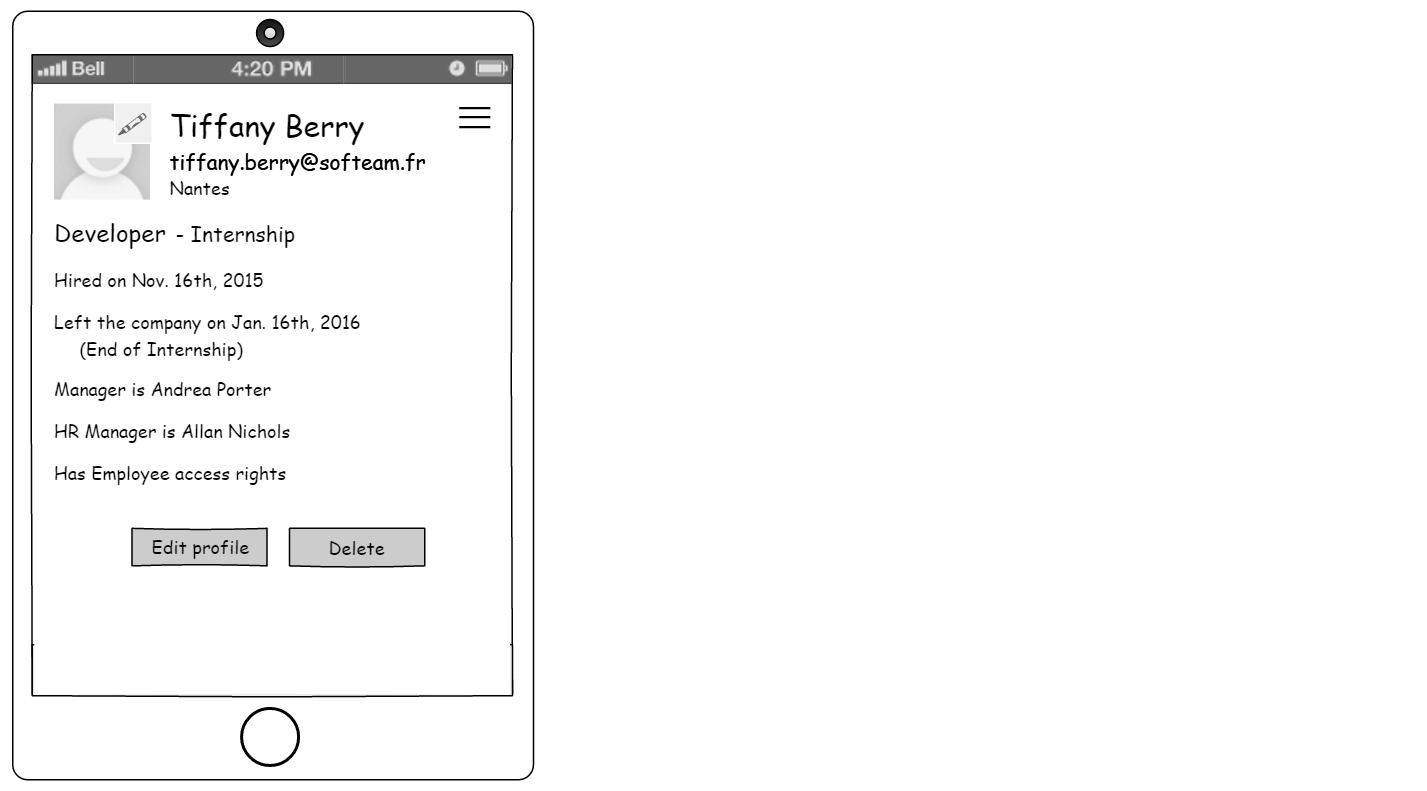 Bell 4:20 PM
Tiffany Berry
tiffany.berry@softeam.fr
Nantes
Developer - Internship
Hired on Nov. 16th, 2015
Left the company on Jan. 16th, 2016
(End of Internship)
Manager is Andrea Porter
HR Manager is Allan Nichols
Has Employee access rights
Edit profile Delete